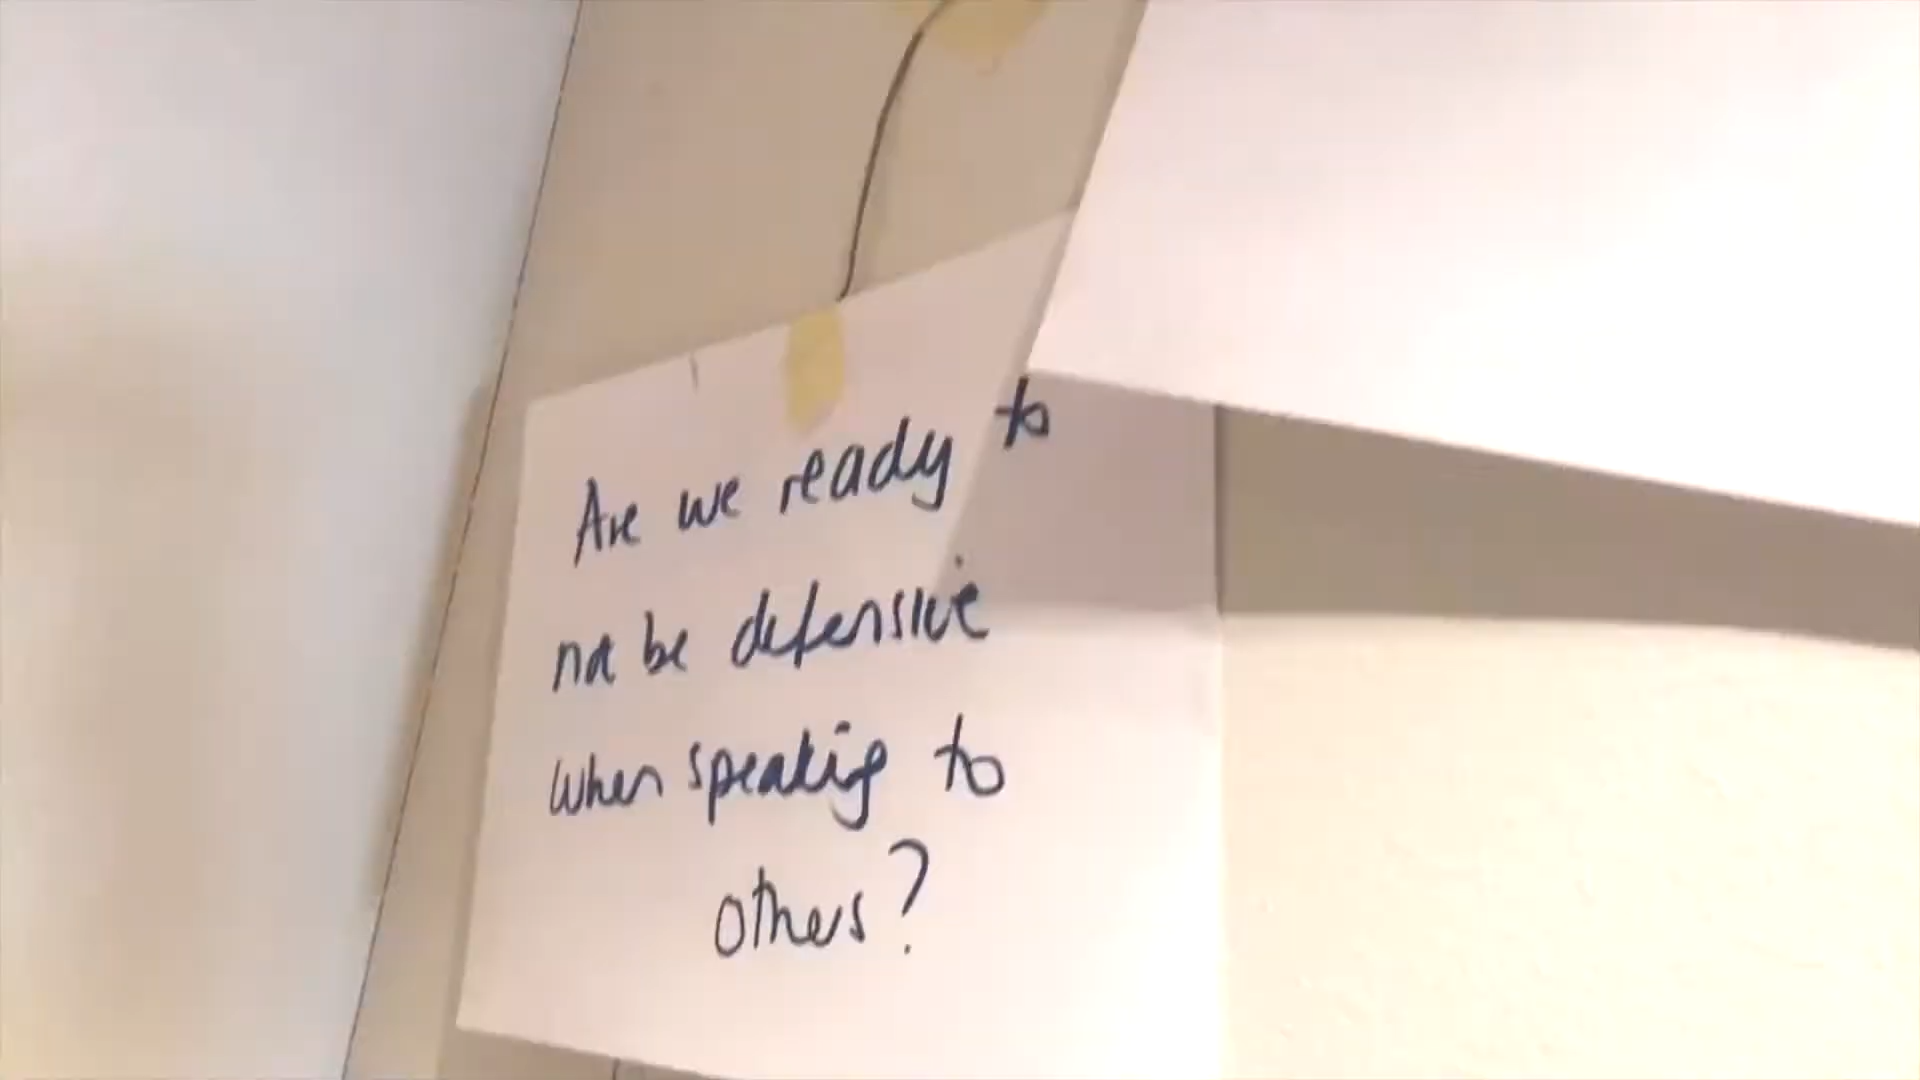 Are we ready to
not be defensive
when speaking to
others?